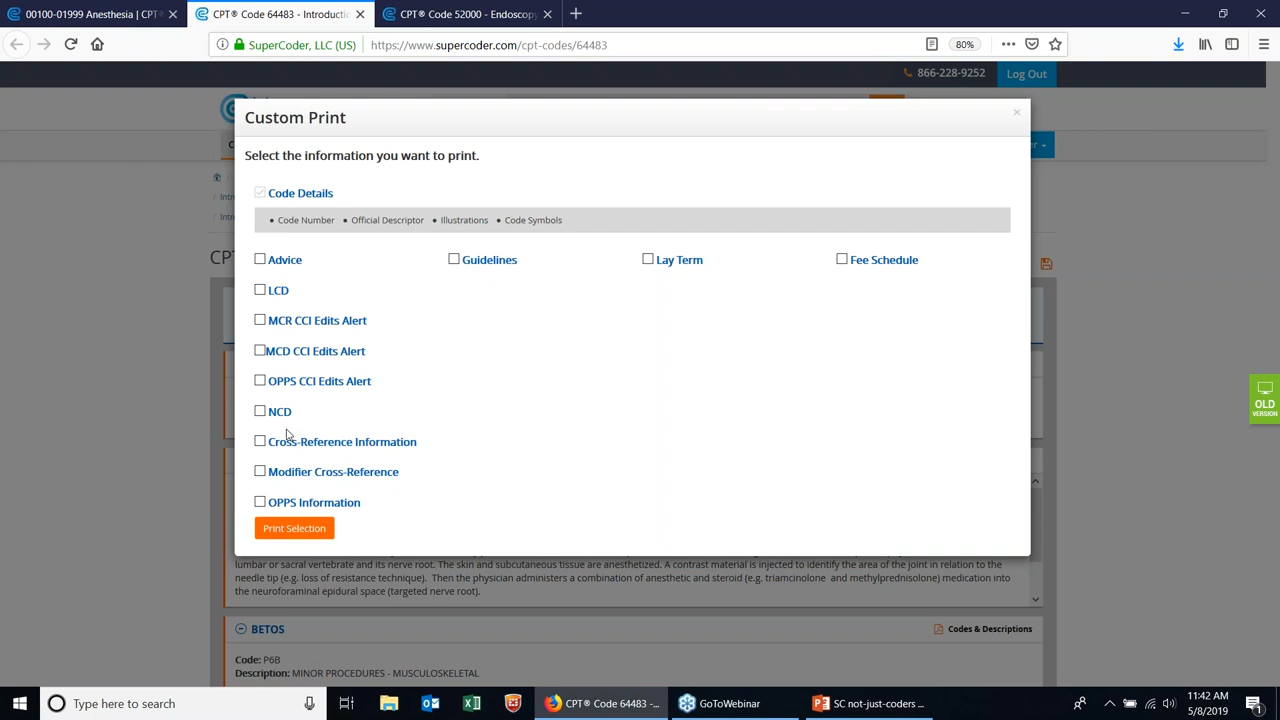 00100-01999 Anesthesia | CPT®
CPT® Code 64483 - Introductio
CPT® Code 52000 - Endoscopy
SuperCoder, LLC (US)
https://www.supercoder.com/cpt-codes/64483
80%
866-228-9252
Log Out
Custom Print
Select the information you want to print.
Code Details
• Code Number • Official Descriptor • Illustrations • Code Symbols
CPT
Advice
Guidelines
Lay Term
Fee Schedule
LCD
MCR CCI Edits Alert
MCD CCI Edits Alert
OPPS CCI Edits Alert
OLD
VERSION
NCD
Cross-Reference Information
Modifier Cross-Reference
OPPS Information
Print Selection
lumbar or sacral vertebrate and its nerve root. The skin and subcutaneous tissue are anesthetized. A contrast material is injected to identify the area of the joint in relation to the
needle tip (e.g. loss of resistance technique). Then the physician administers a combination of anesthetic and steroid (e.g. triamcinolone and methylprednisolone) medication into
the neuroforaminal epidural space (targeted nerve root).
BETOS
Codes & Descriptions
Code: P6B
Description: MINOR PROCEDURES - MUSCULOSKELETAL
Type here to search
CPT® Code 64483 -...
GoToWebinar
SC not-just-coders ...
11:42 AM
5/8/2019